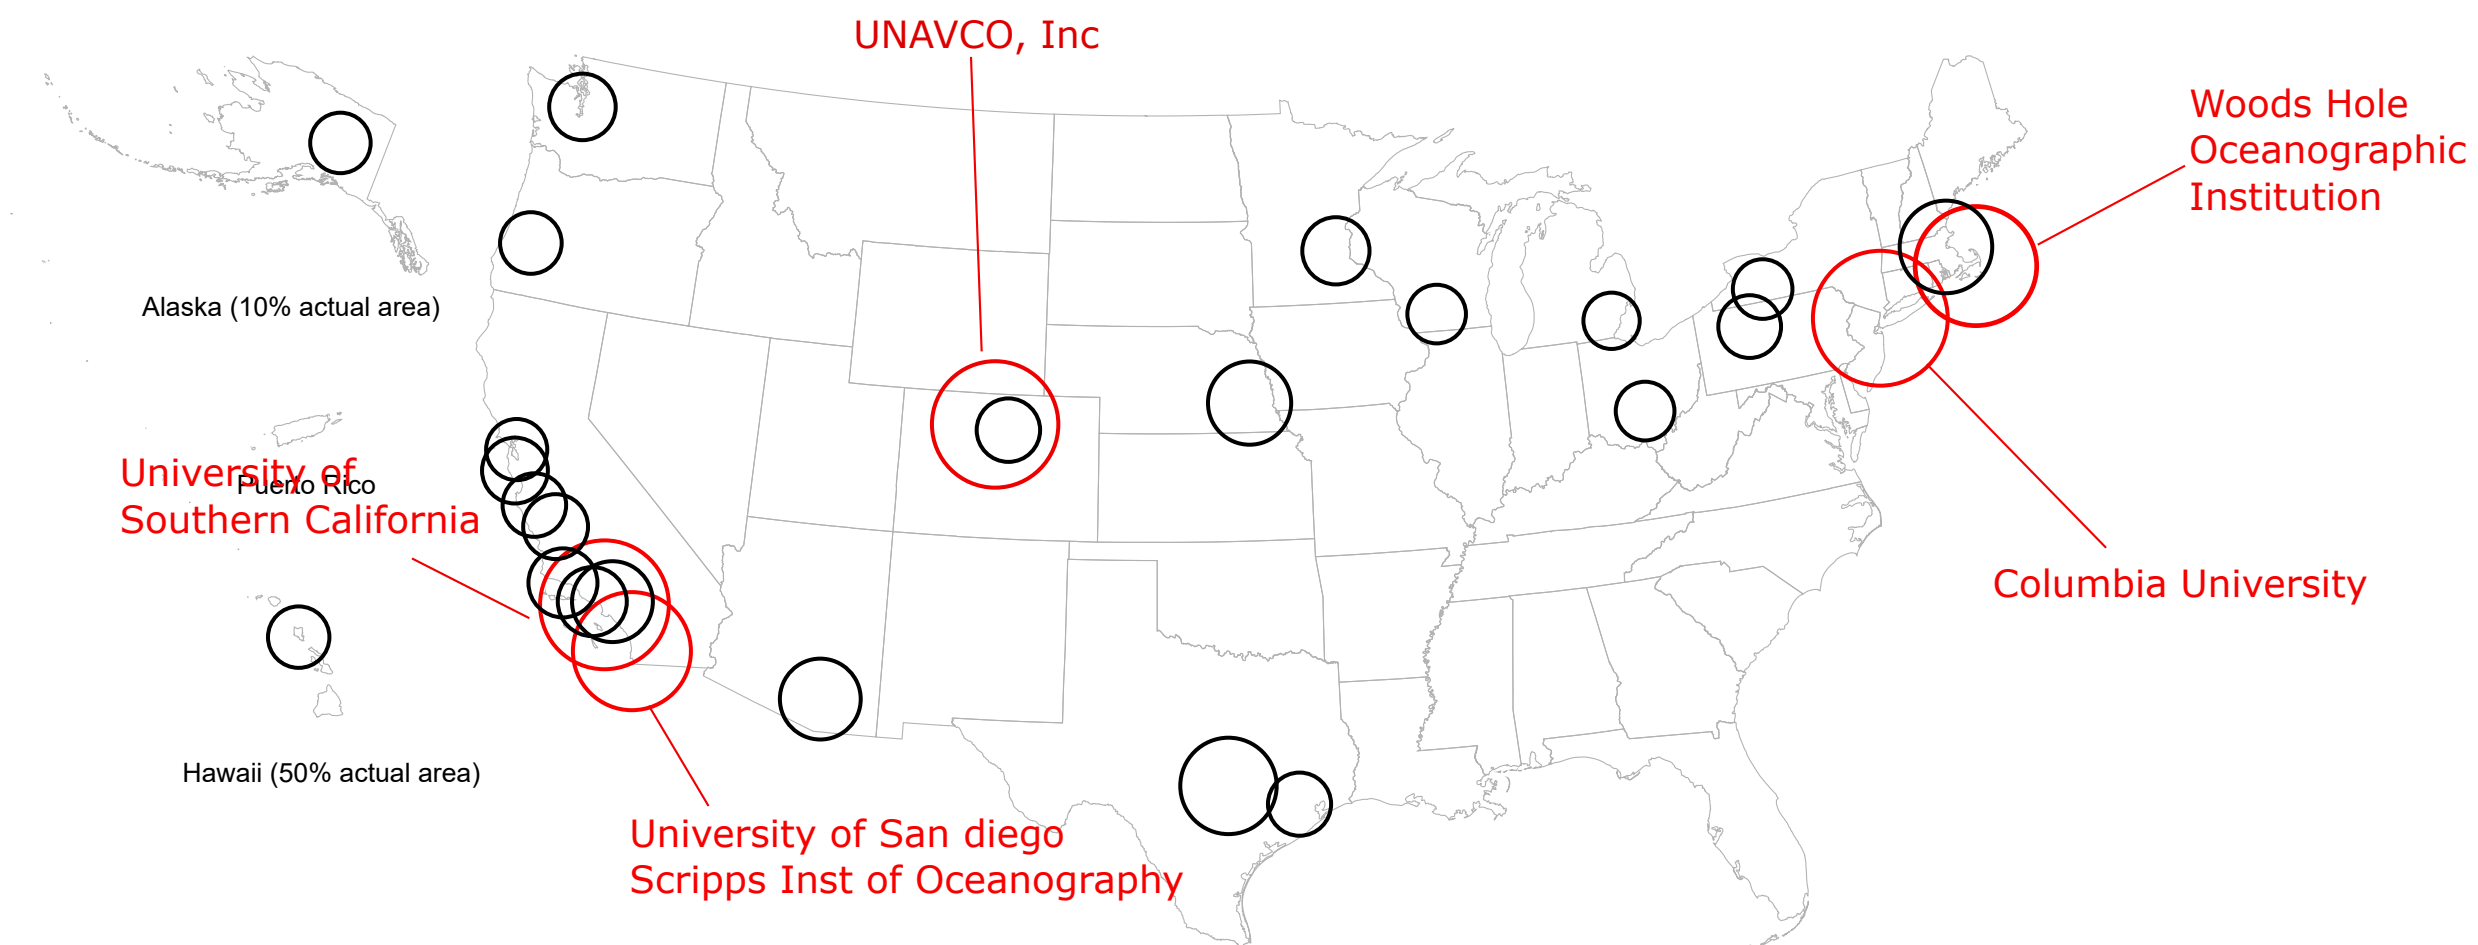 UNAVCO, Inc
Woods Hole
Oceanographic
Institution
Alaska (10% actual area)
University of
Puerto Rico
Southern California
Columbia University
Hawaii (50% actual area)
University of San diego
Scripps Inst of Oceanography